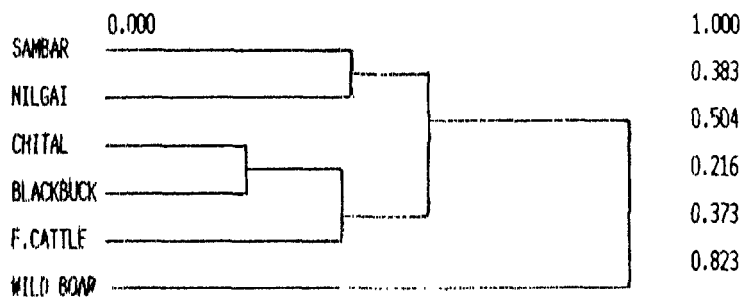 0.000 1.000
SAMBAR
0.383
NILGAI
0.504
CHITAL
0.216
BLACKBUCK
0.373
F.CATTLE
0.823
WILD BOAR